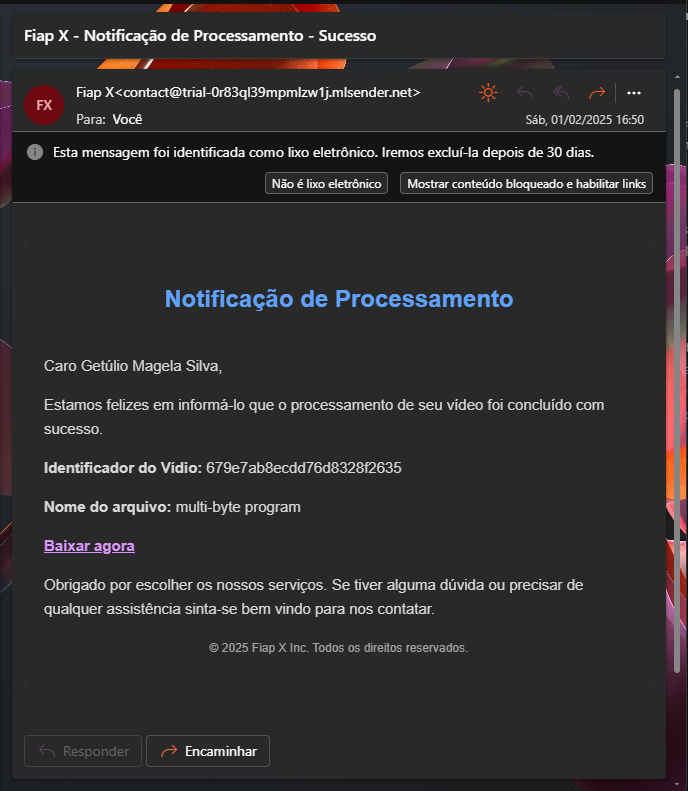 Fiap X - Notificação de Processamento - Sucesso
FX
Fiap X<contact@trial-0r83ql39mpmlzw1j.mlsender.net>
Para: Você
Sáb, 01/02/2025 16:50
Esta mensagem foi identificada como lixo eletrônico. Iremos excluí-la depois de 30 dias.
Não é lixo eletrônico
Mostrar conteúdo bloqueado e habilitar links
Notificação de Processamento
Caro Getúlio Magela Silva,
Estamos felizes em informá-lo que o processamento de seu vídeo foi concluído com
sucesso.
Identificador do Vídio: 679e7ab8ecdd76d8328f2635
Nome do arquivo: multi-byte program
Baixar agora
Obrigado por escolher os nossos serviços. Se tiver alguma dúvida ou precisar de
qualquer assistência sinta-se bem vindo para nos contatar.
© 2025 Fiap X Inc. Todos os direitos reservados.
Responder
Encaminhar